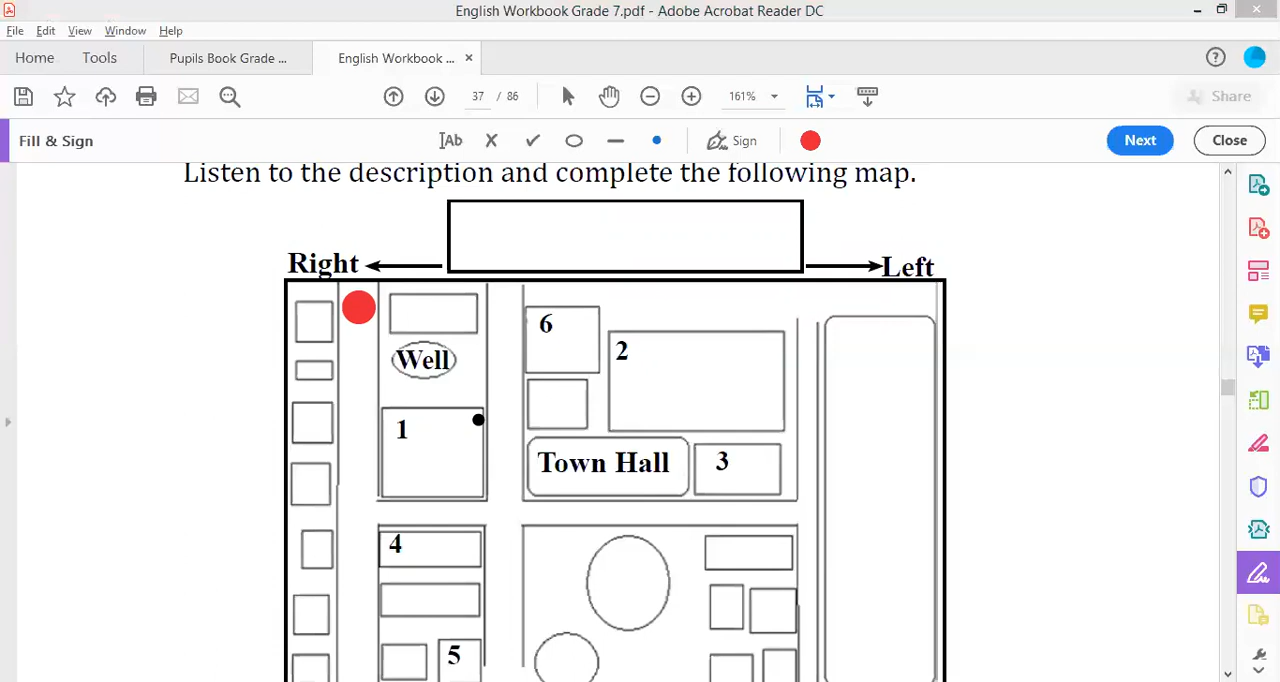 English Workbook Grade 7.pdf - Adobe Acrobat Reader DC
File Edit View Window Help
Home Tools Pupils Book Grade ... English Workbook ... ×
37 / 86 161% Share
Fill & Sign Ab Sign Next Close
Listen to the description and complete the following map.
Right Left
6
2
Well
1
Town Hall 3
4
5